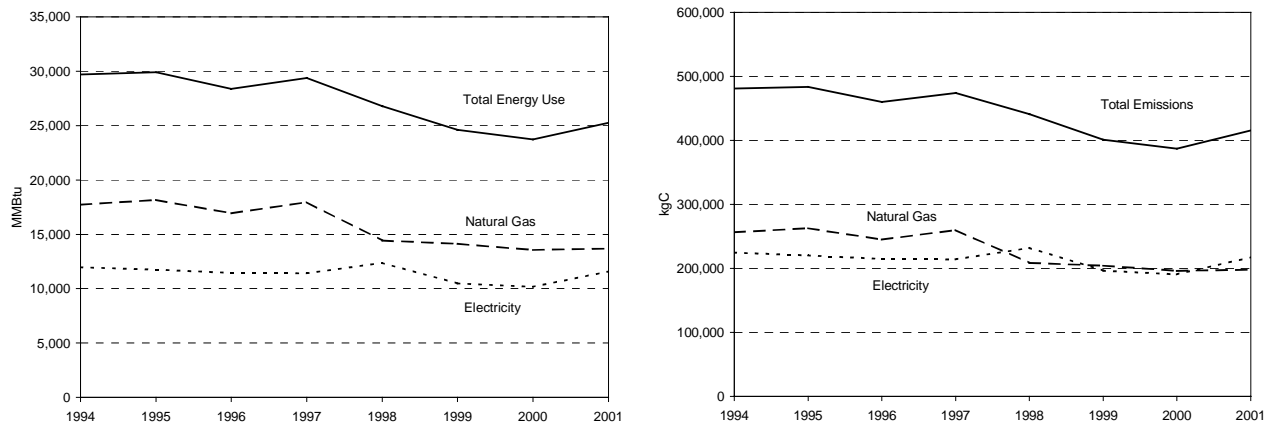 35,000
30,000
25,000
20,000
15,000
10,000
5,000
0
MMBtu
Total Energy Use
Natural Gas
Electricity
1994 1995 1996 1997 1998 1999 2000 2001
600,000
500,000
400,000
300,000
200,000
100,000
0
kgC
Total Emissions
Natural Gas
Electricity
1994 1995 1996 1997 1998 1999 2000 2001